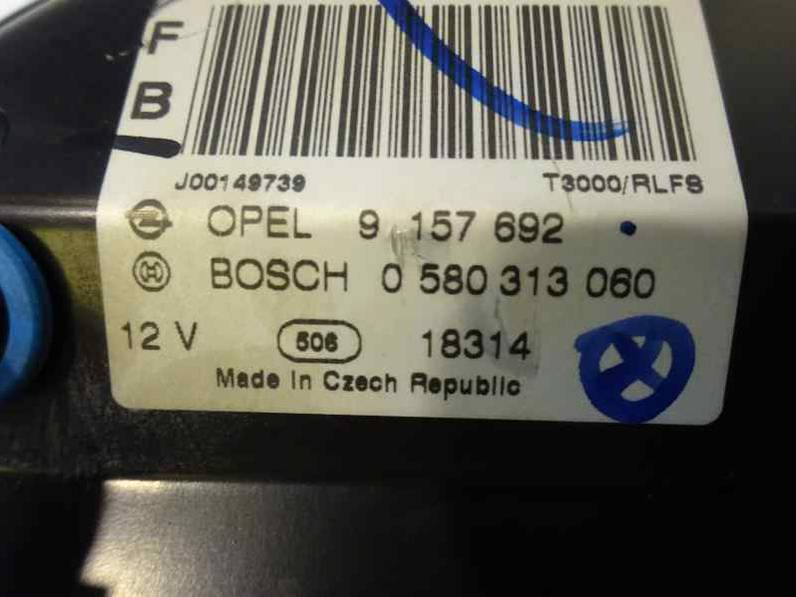 F
B
J00149739 T3000/RLFS
OPEL 9 157 692
BOSCH 0 580 313 060
12 V 506 18314
Made in Czech Republic